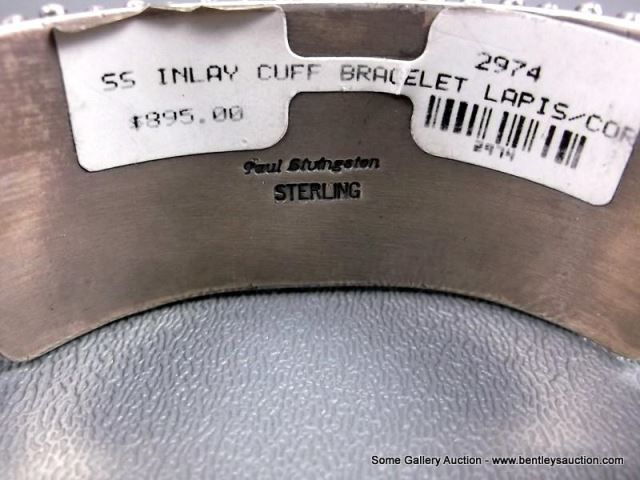 SS INLAY CUFF BRACELET LAPIS/COR
$895.00
2974
2974
Paul Livingston
STERLING
Some Gallery Auction - www.bentleysauction.com